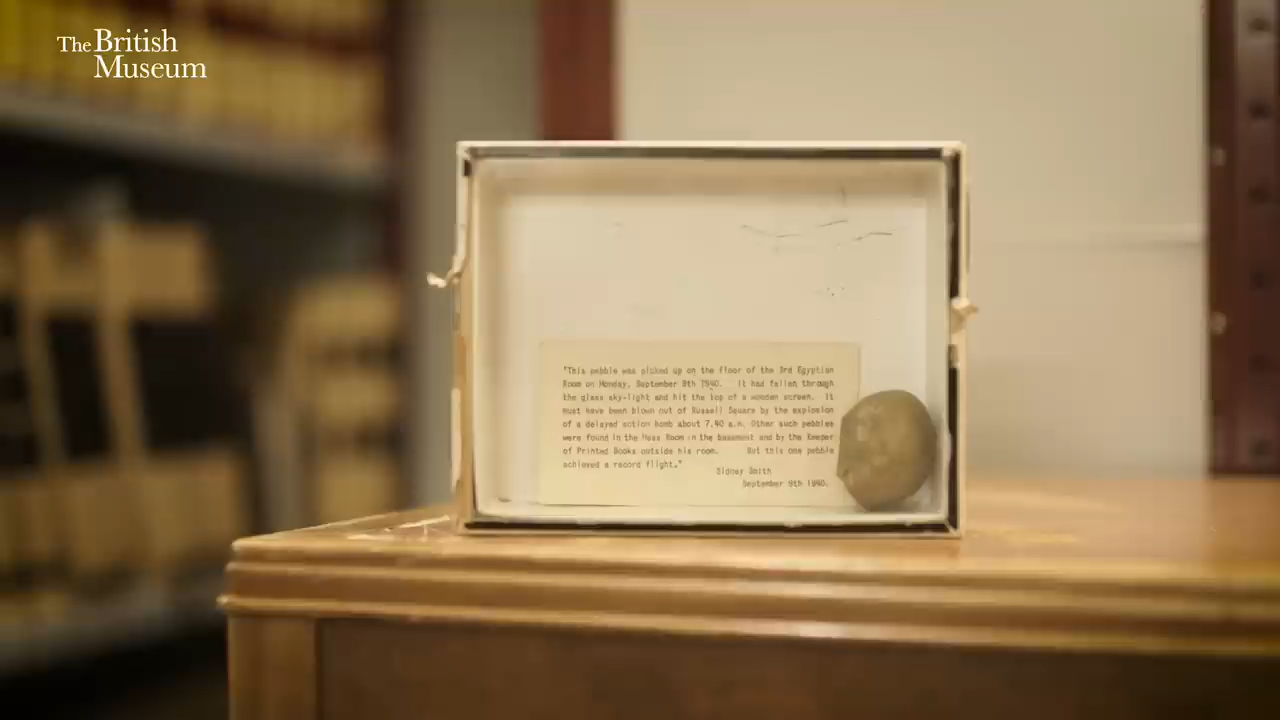 The British
Museum
"This pebble was picked up on the floor of the 3rd Egyptian
Room on Monday, September 9th 1940. It had fallen through
the glass sky-light and hit the top of a wooden screen. It
must have been blown out of Russell Square by the explosion
of a delayed action bomb about 7.40 a.m. Other such pebbles
were found in the Mess Room in the basement and by the Keeper
of Printed Books outside his room. But this one pebble
achieved a record flight."
Sidney Smith
September 9th 1940.